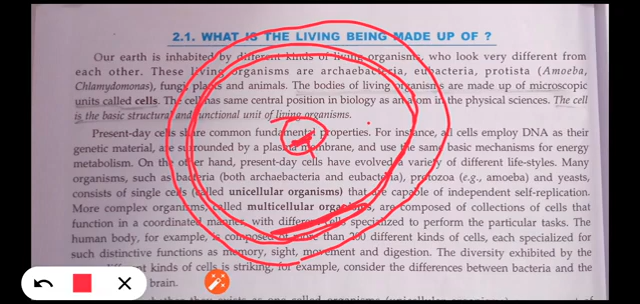 2.1. WHAT IS THE LIVING BEING MADE UP OF ?
Our earth is inhabited by different kinds of living organisms, who look very different from
each other. These living organisms are archaebacteria, eubacteria, protista (Amoeba,
Chlamydomonas), fungi, plants and animals. The bodies of living organisms are made up of microscopic
units called cells. The cell has same central position in biology as an atom in the physical sciences. The cell
is the basic structural and functional unit of living organisms.
Present-day cells share common fundamental properties. For instance, all cells employ DNA as their
genetic material, are surrounded by a plasma membrane, and use the same basic mechanisms for energy
metabolism. On the other hand, present-day cells have evolved a variety of different life-styles. Many
organisms, such as bacteria (both archaebacteria and eubacteria), protozoa (e.g., amoeba) and yeasts,
consists of single cells (called unicellular organisms) that are capable of independent self-replication.
More complex organisms, called multicellular organisms, are composed of collections of cells that
function in a coordinated manner, with different cells specialized to perform the particular tasks. The
human body, for example, is composed of more than 200 different kinds of cells, each specialized for
such distinctive functions as memory, sight, movement and digestion. The diversity exhibited by the
kinds of cells is striking, for example, consider the differences between bacteria and the
brain.